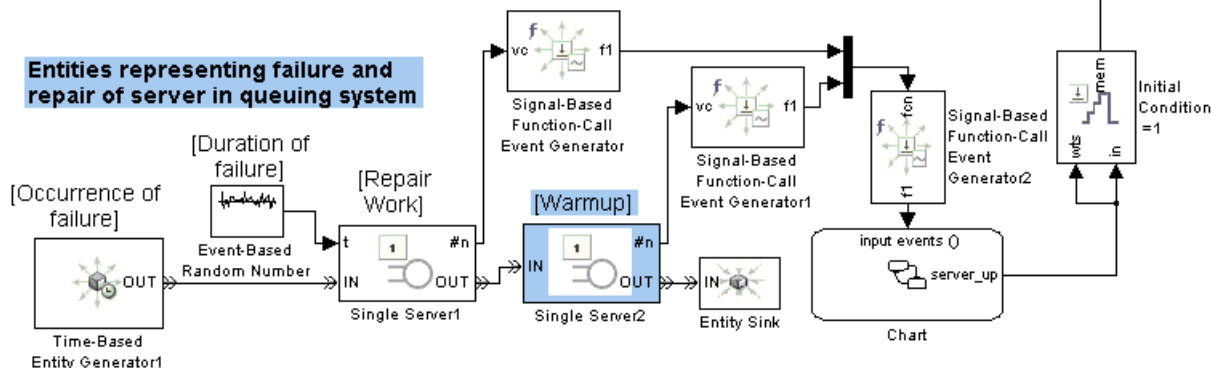 Entities representing failure and
repair of server in queuing system
vc
f1
Signal-Based
Function-Call
Event Generator
vc
f1
Signal-Based
Function-Call
Event Generator1
fcn
f1
Signal-Based
Function-Call
Event
Generator2
mem
wts
in
Initial
Condition
=1
[Occurrence of
failure]
OUT
Time-Based
Entity Generator1
[Duration of
failure]
Event-Based
Random Number
[Repair
Work]
t
1
#n
IN
OUT
Single Server1
[Warmup]
1
#n
IN
OUT
Single Server2
IN
Entity Sink
input events ()
server_up
Chart